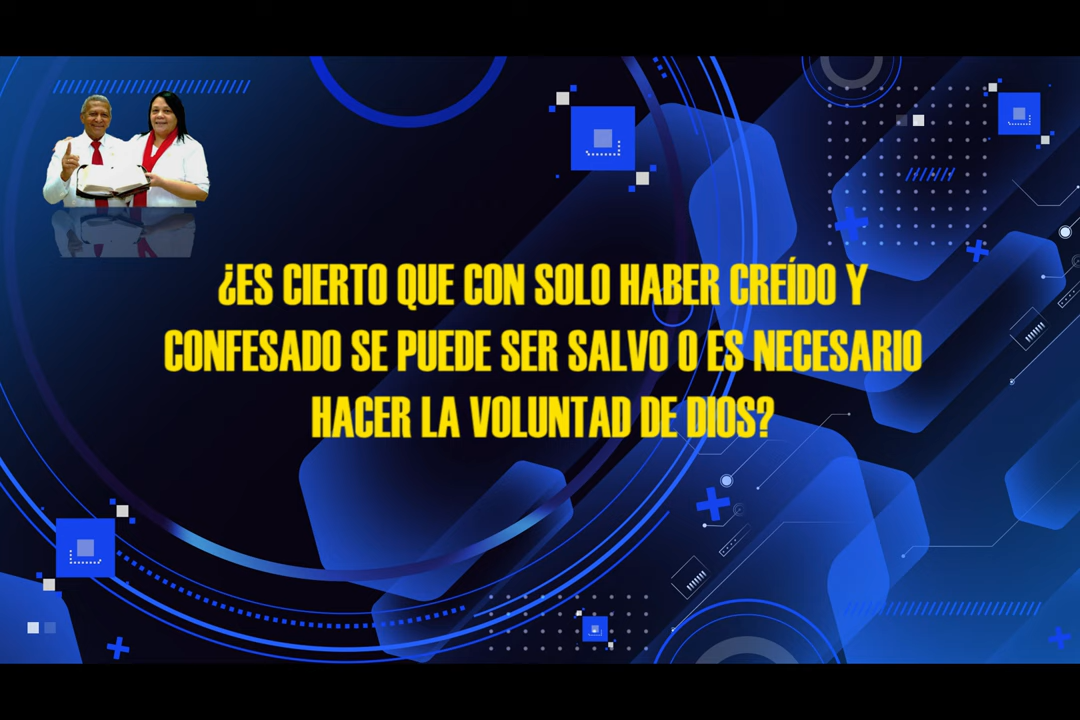 ¿ES CIERTO QUE CON SOLO HABER CREÍDO Y
CONFESADO SE PUEDE SER SALVO O ES NECESARIO
HACER LA VOLUNTAD DE DIOS?